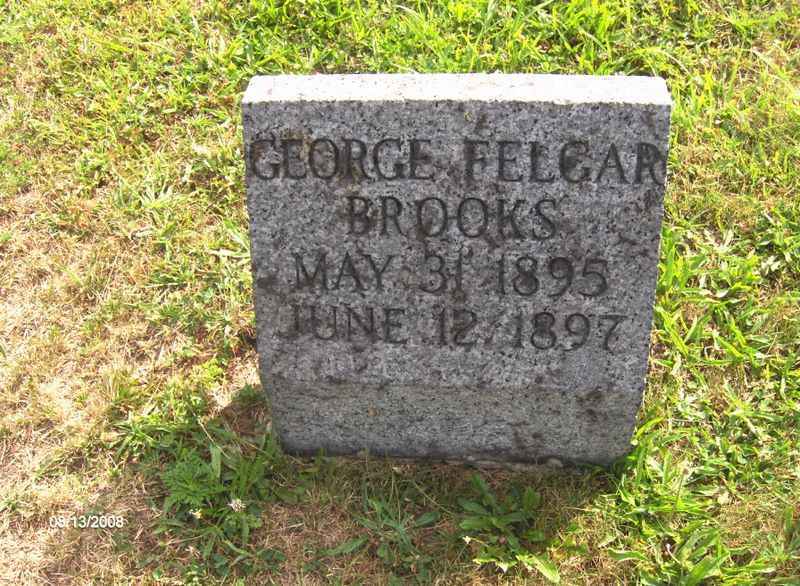 GEORGE FELGAR
BROOKS
MAY 31 1895
JUNE 12, 1897
08/13/2008